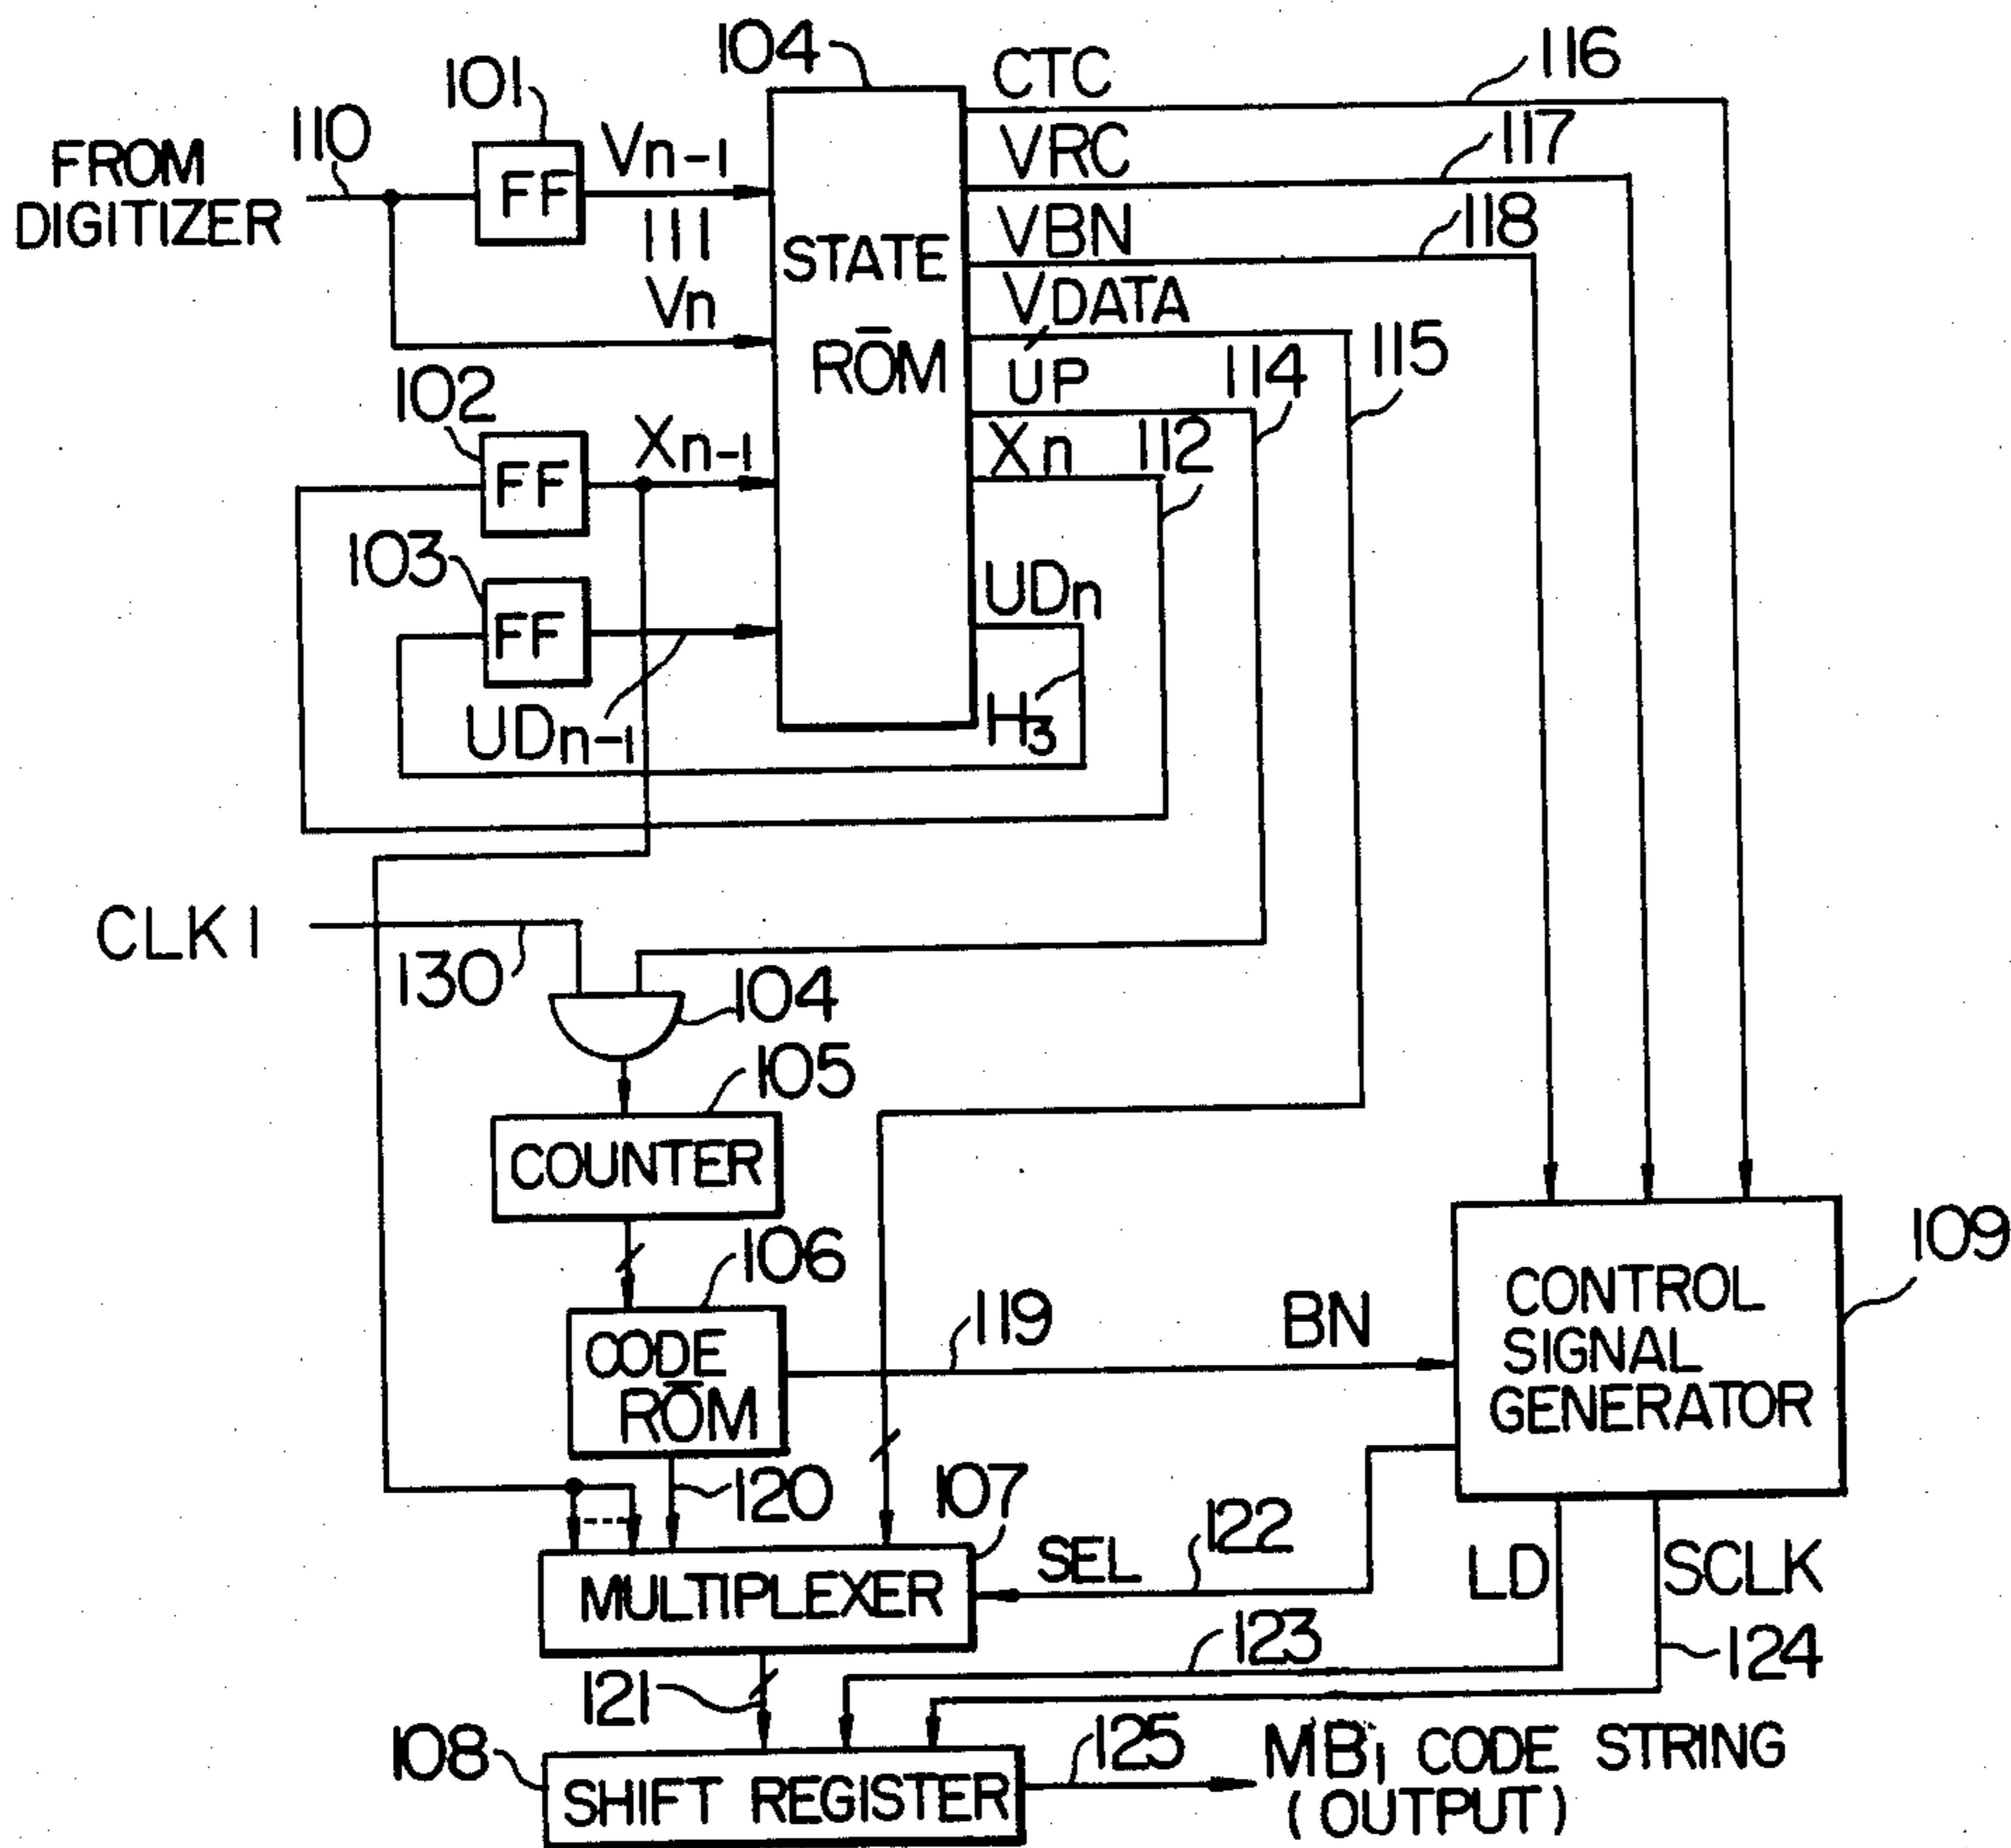 104
CTC
116
101
110
Vn-1
VRC
117
FROM
DIGITIZER
FF
111
VBN
118
STATE
RŌM
Vn
VDATA
115
UP
114
102
Xn-1
Xn
112
FF
103
UDn
FF
UDn-1
H3
CLK1
130
104
105
COUNTER
106
109
CODE
RŌM
119
BN
CONTROL
SIGNAL
GENERATOR
120
107
122
SEL
LD
SCLK
MULTIPLEXER
123
124
121
108
125
MBi CODE STRING
(OUTPUT)
SHIFT REGISTER